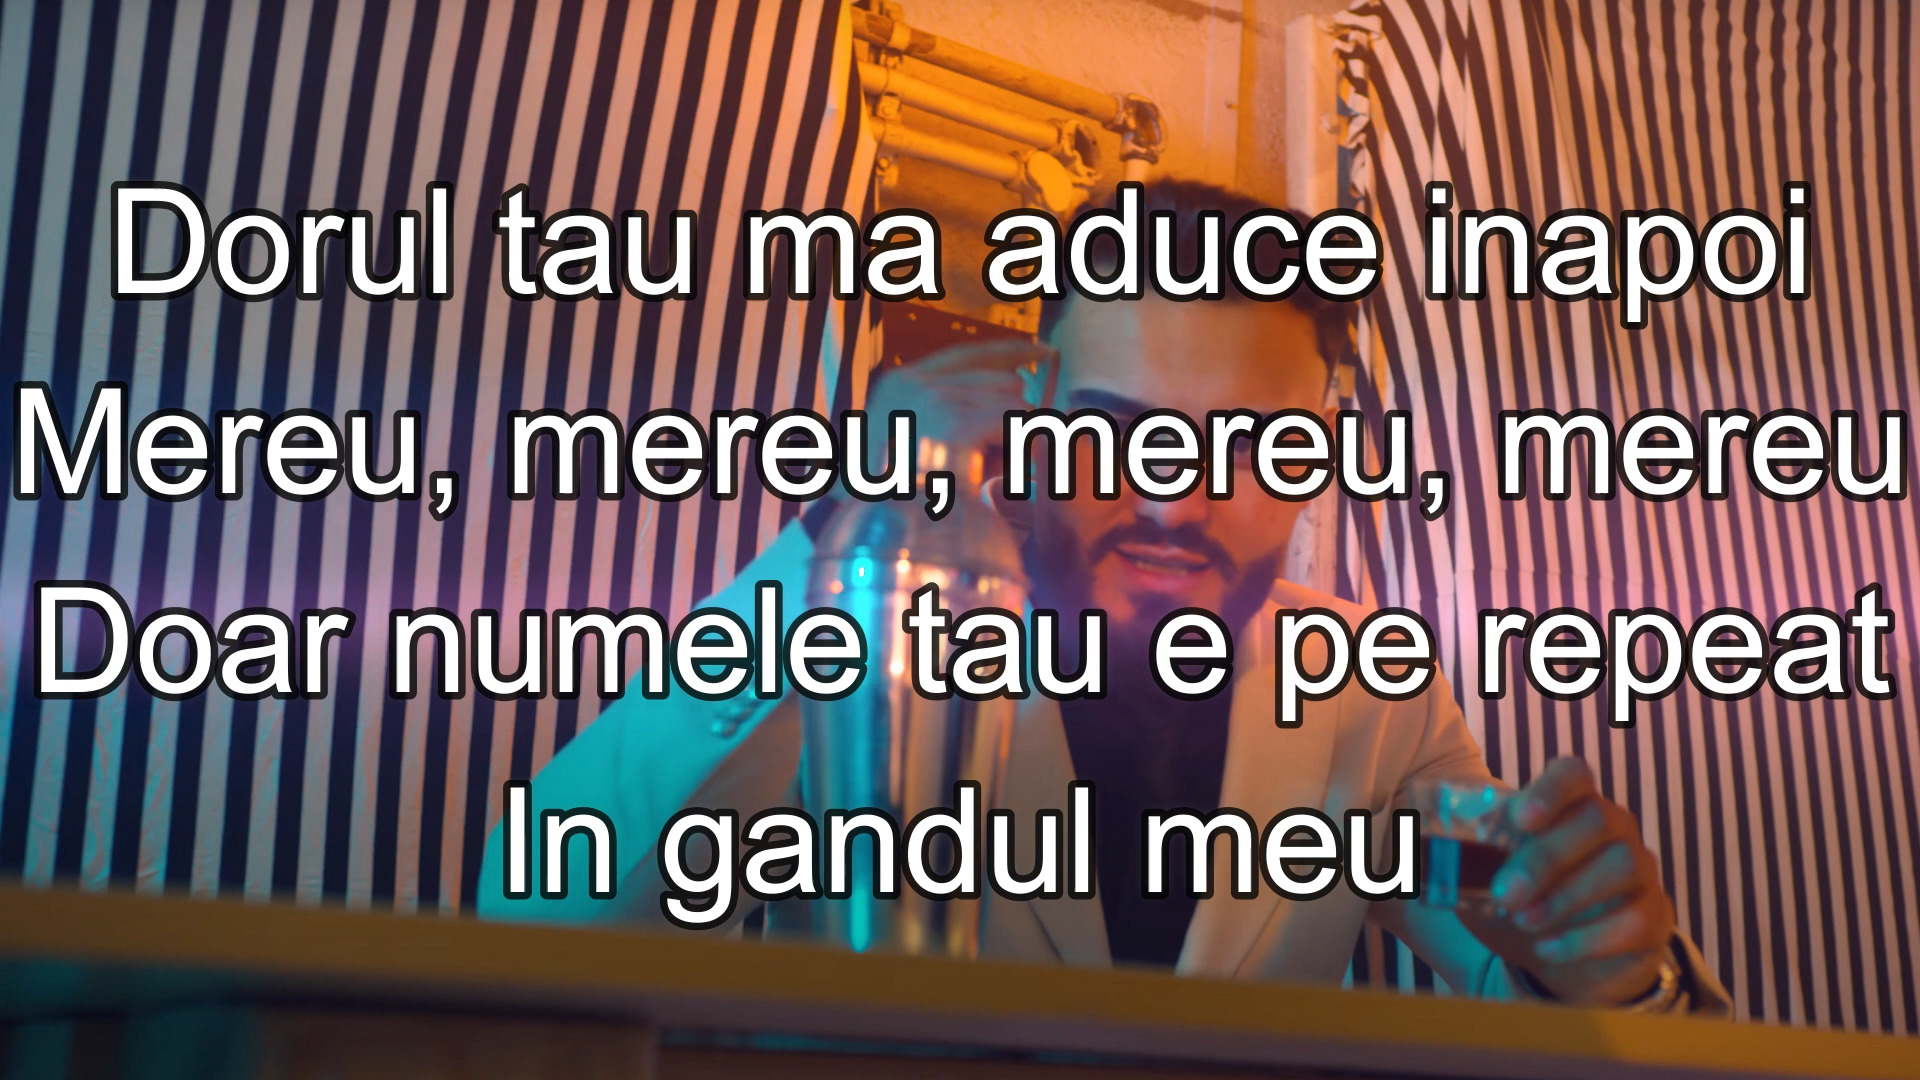 Dorul tau ma aduce inapoi
Mereu, mereu, mereu, mereu
Doar numele tau e pe repeat
In gandul meu